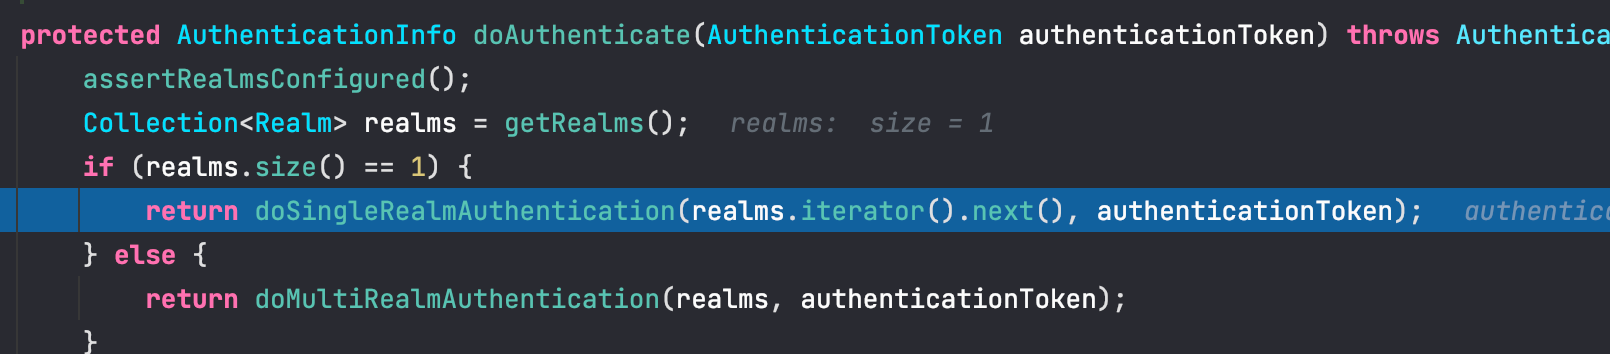 protected AuthenticationInfo doAuthenticate(AuthenticationToken authenticationToken) throws Authentica
assertRealmsConfigured();
Collection<Realm> realms = getRealms(); realms: size = 1
if (realms.size() == 1) {
return doSingleRealmAuthentication(realms.iterator().next(), authenticationToken); authentic
} else {
return doMultiRealmAuthentication(realms, authenticationToken);
}